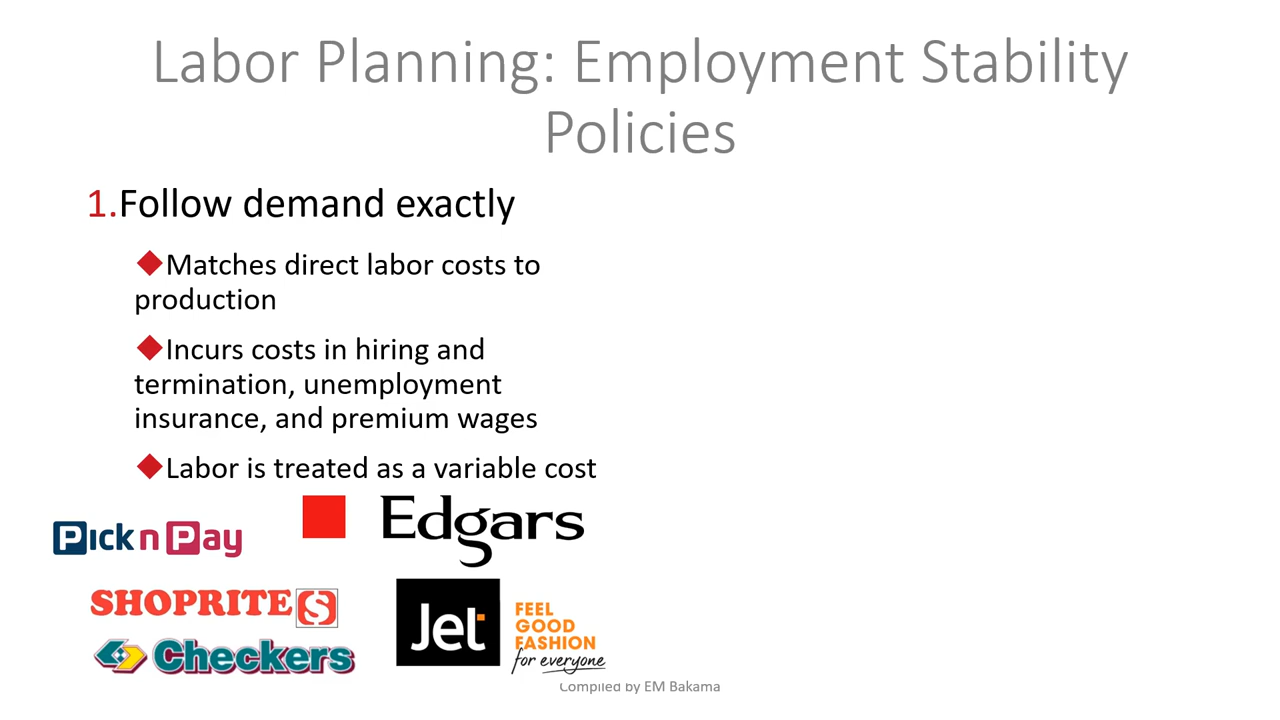 Labor Planning: Employment Stability
Policies
1.Follow demand exactly
◆Matches direct labor costs to
production
◆Incurs costs in hiring and
termination, unemployment
insurance, and premium wages
◆Labor is treated as a variable cost
Edgars
Pick n Pay
SHOPRITE S
Checkers
Jet
FEEL
GOOD
FASHION
for everyone
Compiled by EM Bakama